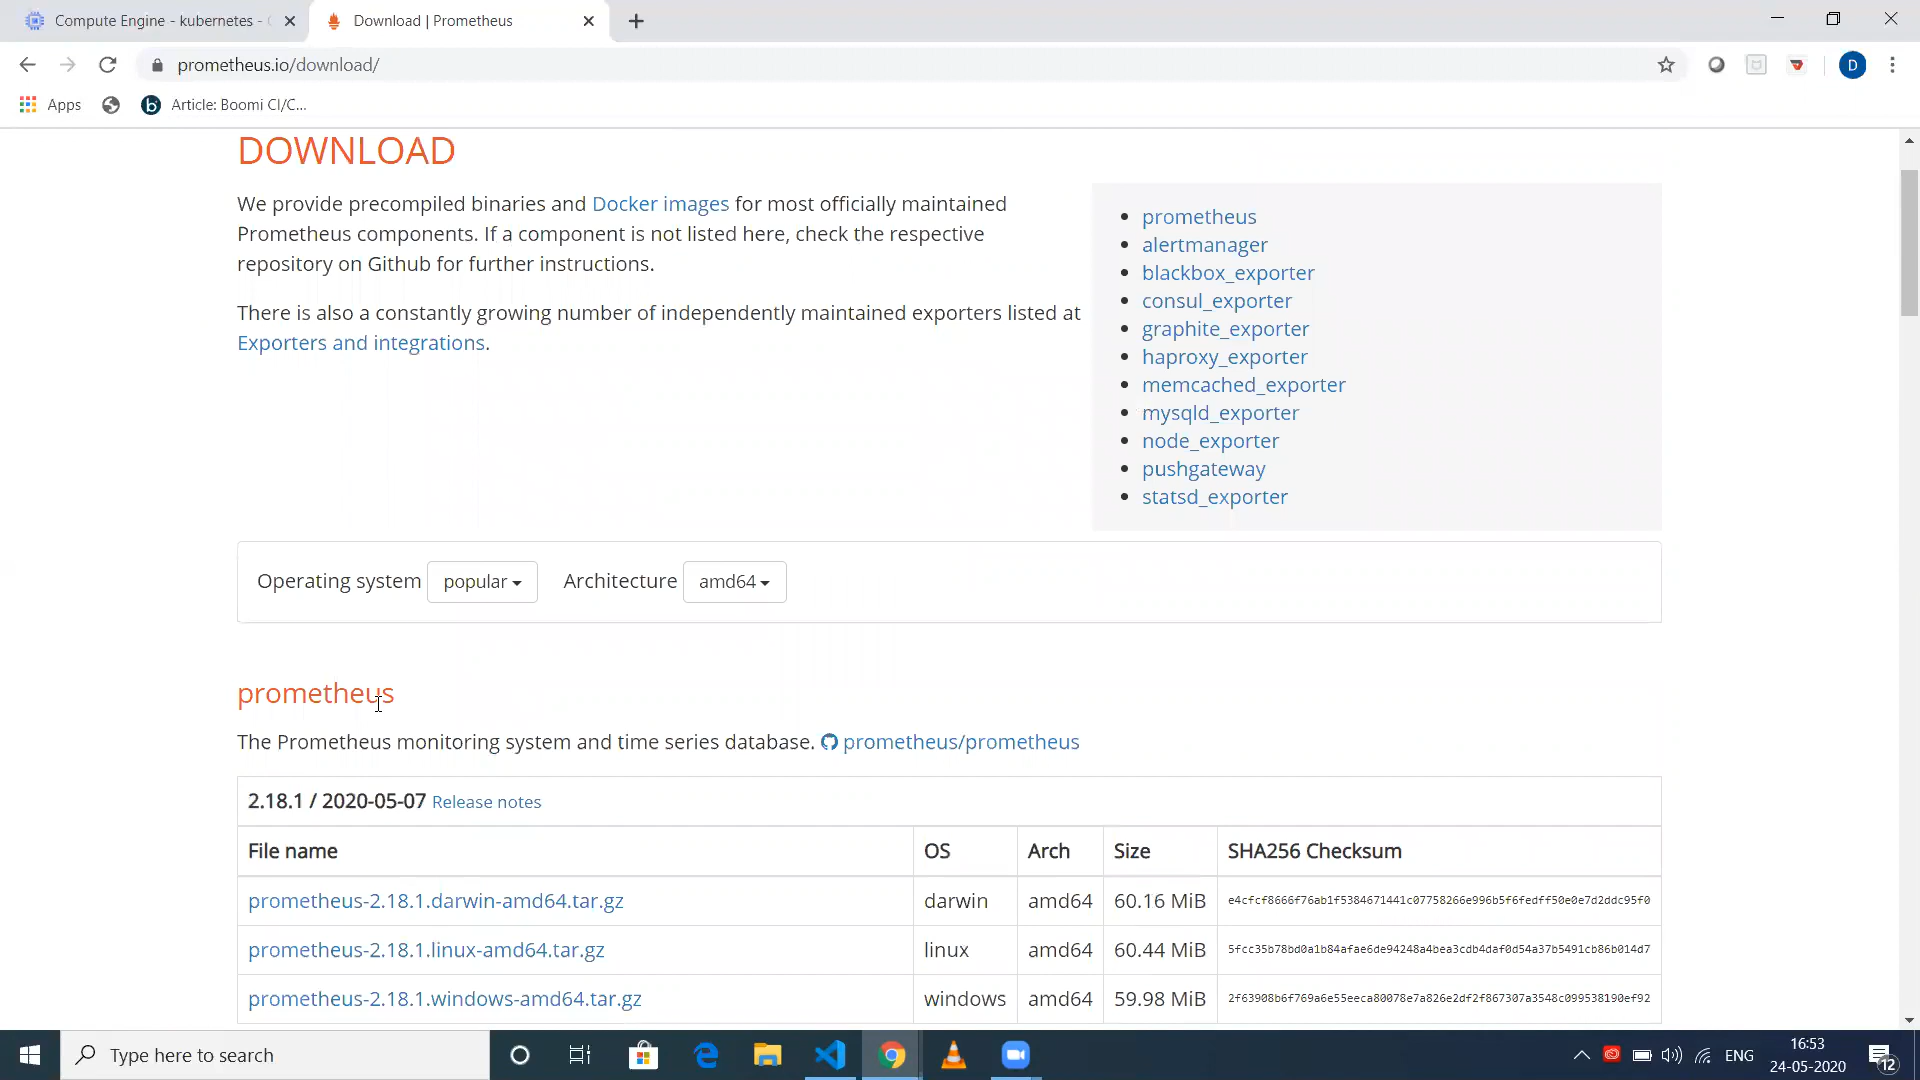 Compute Engine - kubernetes -
Download | Prometheus
prometheus.io/download/
D
Apps
Article: Boomi CI/C...
DOWNLOAD
We provide precompiled binaries and Docker images for most officially maintained
Prometheus components. If a component is not listed here, check the respective
repository on Github for further instructions.
There is also a constantly growing number of independently maintained exporters listed at
Exporters and integrations.
prometheus
alertmanager
blackbox_exporter
consul_exporter
graphite_exporter
haproxy_exporter
memcached_exporter
mysqld_exporter
node_exporter
pushgateway
statsd_exporter
Operating system popular Architecture amd64
prometheus
The Prometheus monitoring system and time series database. prometheus/prometheus
2.18.1 / 2020-05-07 Release notes
File name OS Arch Size SHA256 Checksum
prometheus-2.18.1.darwin-amd64.tar.gz darwin amd64 60.16 MiB e4cfcf8666f76ab1f5384671441c07758266e996b5f6fedff50e0e7d2ddc95f0
prometheus-2.18.1.linux-amd64.tar.gz linux amd64 60.44 MiB 5fcc35b78bd0a1b84afae6de94248a4bea3cdb4daf0d54a37b5491cb86b014d7
prometheus-2.18.1.windows-amd64.tar.gz windows amd64 59.98 MiB 2f63908b6f769a6e55eeca80078e7a826e2df2f867307a3548c099538190ef92
Type here to search
ENG
16:53
24-05-2020
12